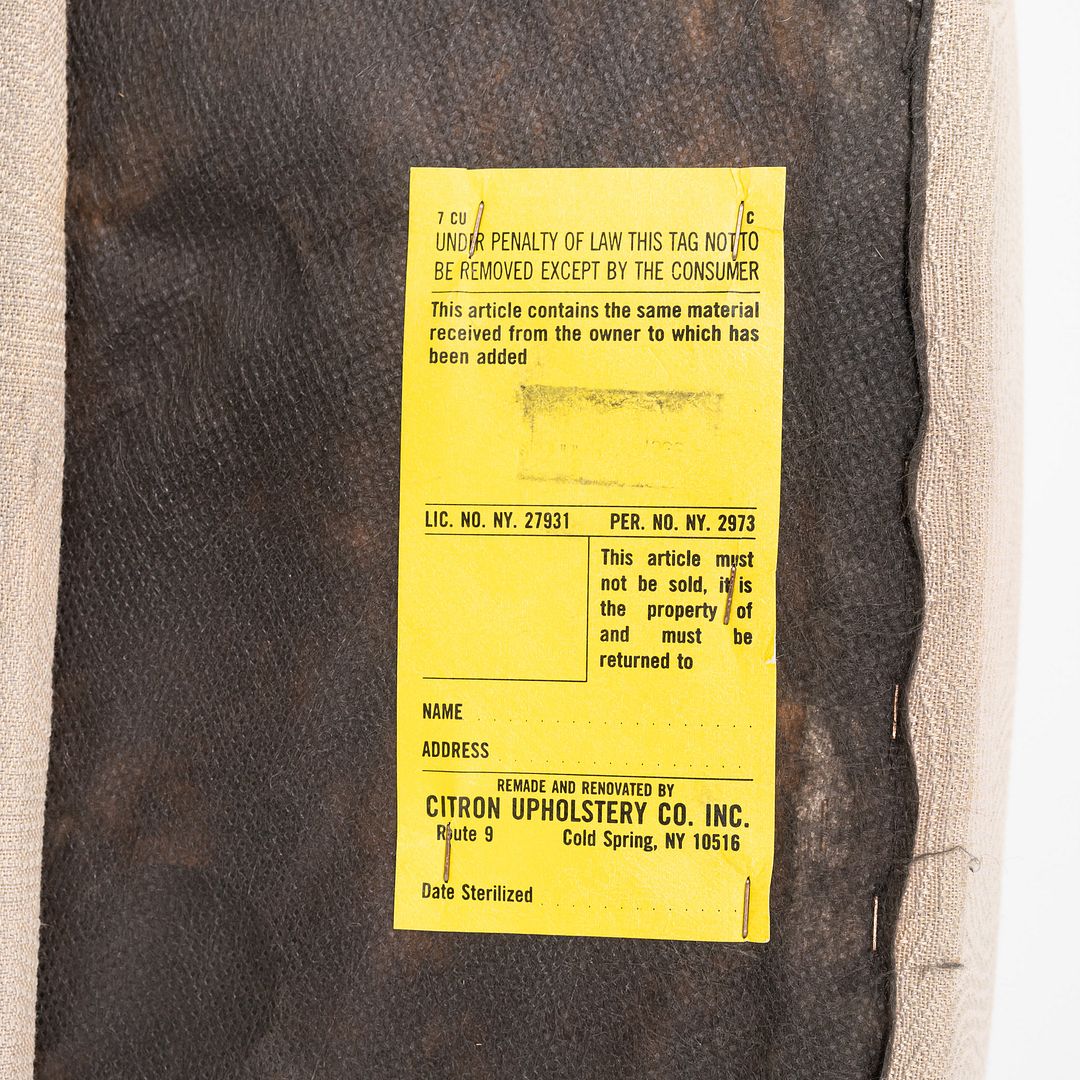 7 CU C
UNDER PENALTY OF LAW THIS TAG NOT TO
BE REMOVED EXCEPT BY THE CONSUMER
This article contains the same material
received from the owner to which has
been added
LIC. NO. NY. 27931 PER. NO. NY. 2973
This article must
not be sold, it is
the property of
and must be
returned to
NAME
ADDRESS
REMADE AND RENOVATED BY
CITRON UPHOLSTERY CO. INC.
Route 9 Cold Spring, NY 10516
Date Sterilized